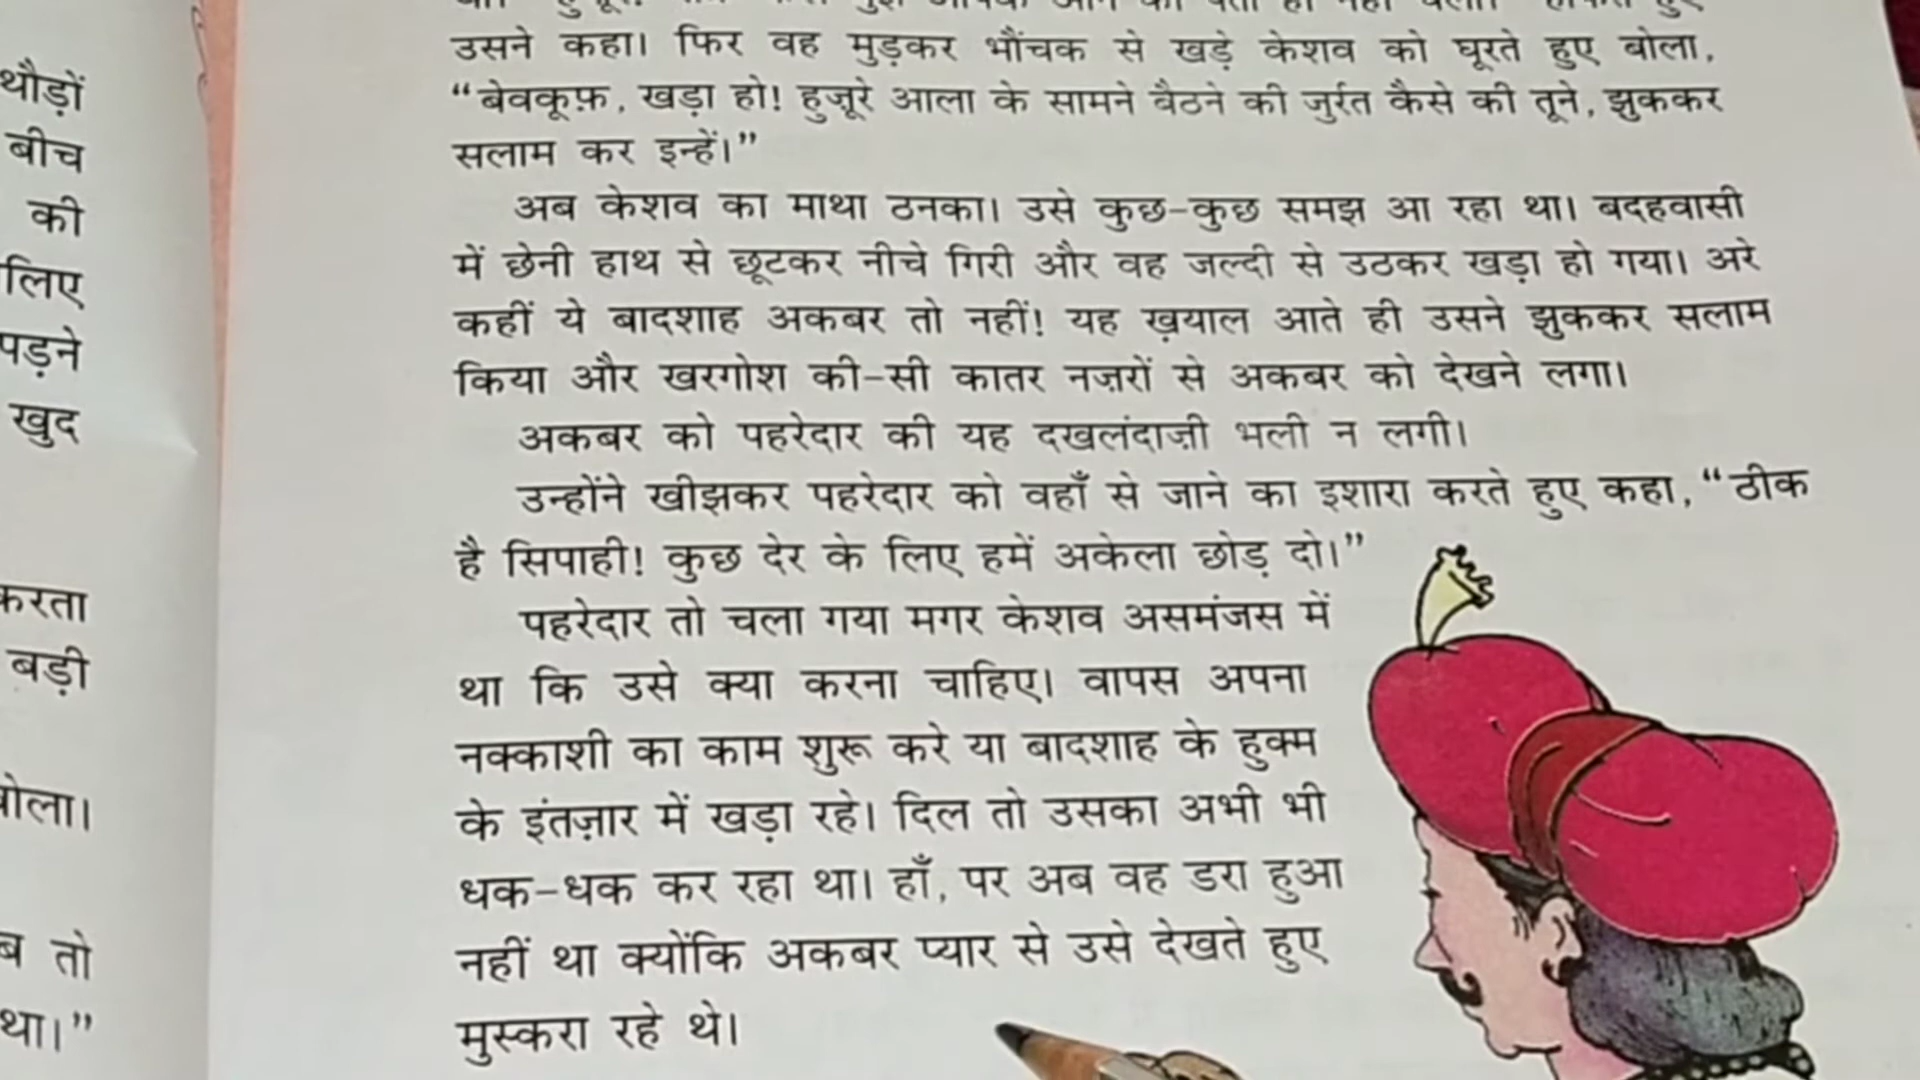 थौड़ों
बीच
की
लिए
पड़ने
खुद
करता
बड़ी
बोला।
तो
था।”
उसने कहा। फिर वह मुड़कर भौंचक से खड़े केशव को घूरते हुए बोला,
“बेवकूफ़, खड़ा हो! हुज़ूरे आला के सामने बैठने की जुर्रत कैसे की तूने, झुककर
सलाम कर इन्हें।”
अब केशव का माथा ठनका। उसे कुछ-कुछ समझ आ रहा था। बदहवासी
में छेनी हाथ से छूटकर नीचे गिरी और वह जल्दी से उठकर खड़ा हो गया। अरे
कहीं ये बादशाह अकबर तो नहीं! यह ख़याल आते ही उसने झुककर सलाम
किया और खरगोश की-सी कातर नज़रों से अकबर को देखने लगा।
अकबर को पहरेदार की यह दखलंदाज़ी भली न लगी।
उन्होंने खीझकर पहरेदार को वहाँ से जाने का इशारा करते हुए कहा, “ठीक
है सिपाही! कुछ देर के लिए हमें अकेला छोड़ दो।”
पहरेदार तो चला गया मगर केशव असमंजस में
था कि उसे क्या करना चाहिए। वापस अपना
नक्काशी का काम शुरू करे या बादशाह के हुक्म
के इंतज़ार में खड़ा रहे। दिल तो उसका अभी भी
धक-धक कर रहा था। हाँ, पर अब वह डरा हुआ
नहीं था क्योंकि अकबर प्यार से उसे देखते हुए
मुस्करा रहे थे।